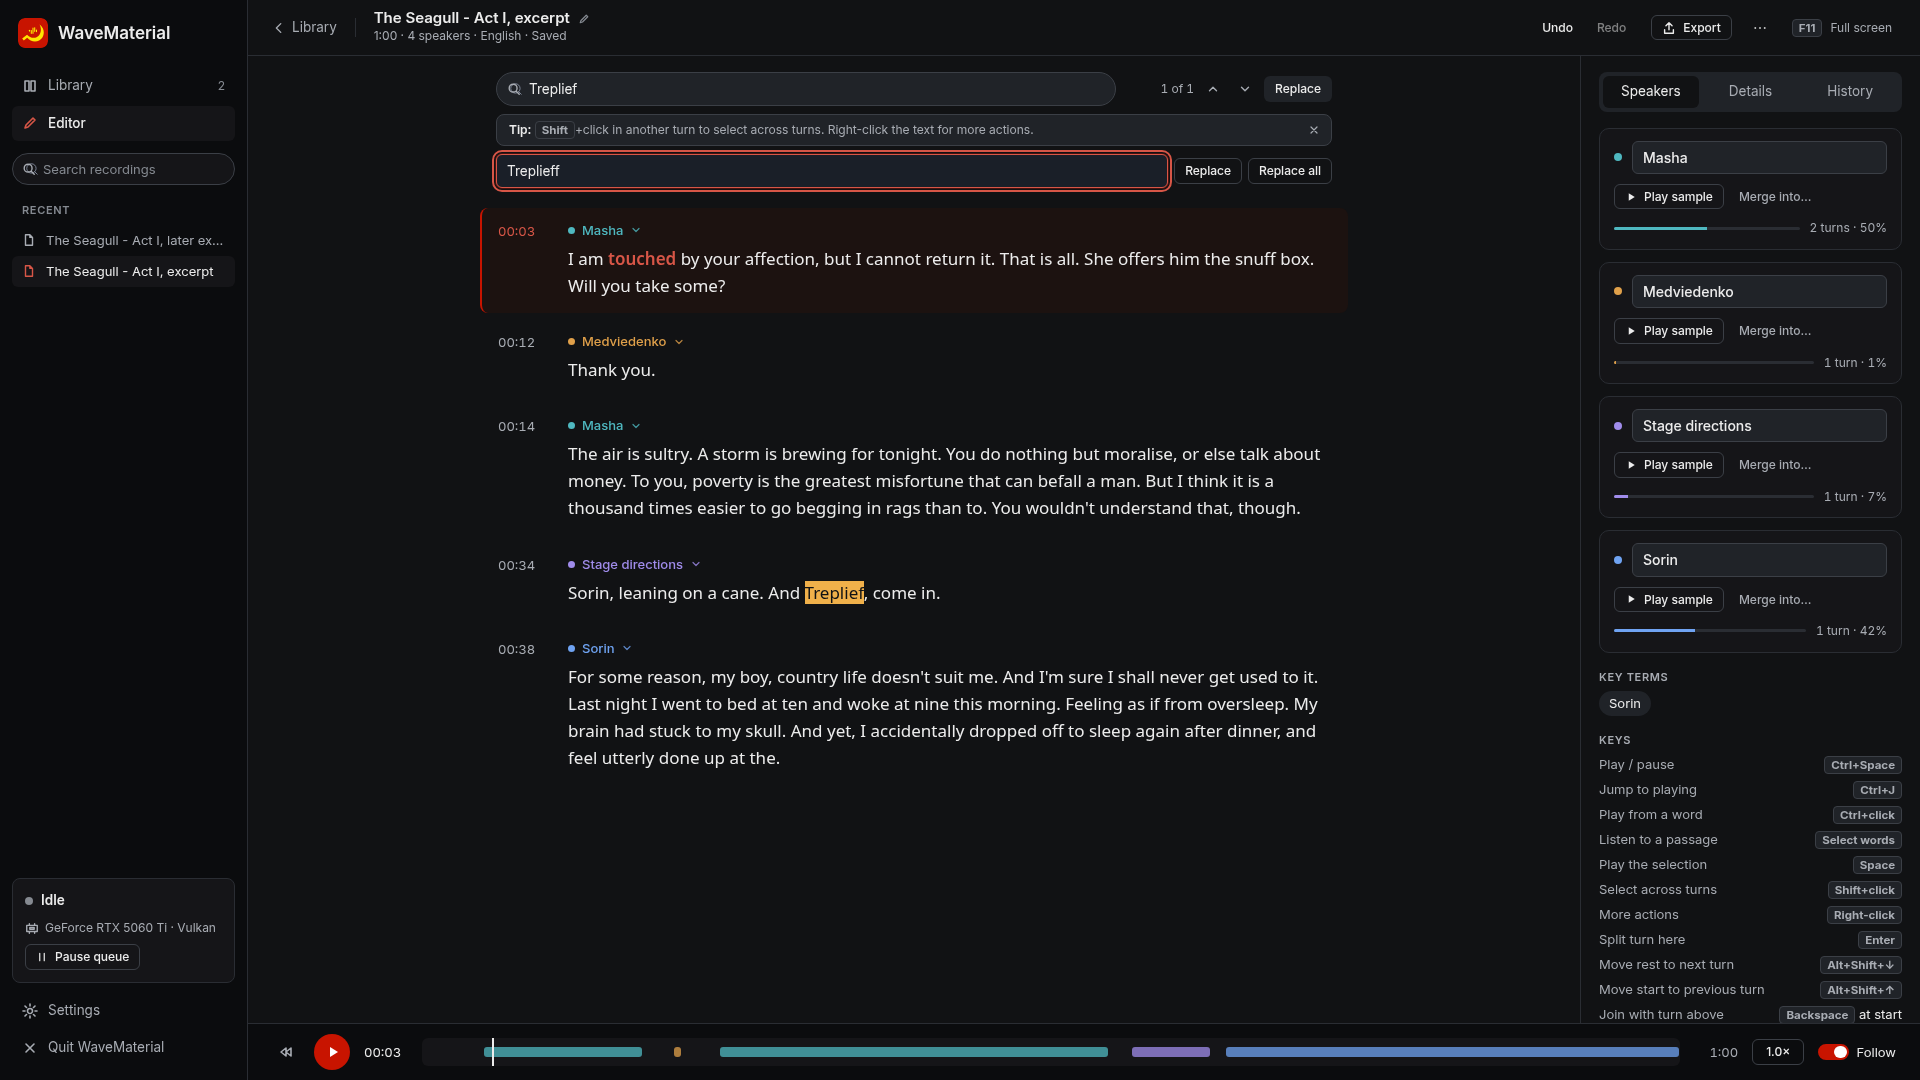 WaveMaterial
Library 2
Editor
Search recordings
RECENT
The Seagull - Act I, later ex...
The Seagull - Act I, excerpt
Idle
GeForce RTX 5060 Ti · Vulkan
Pause queue
Settings
Quit WaveMaterial
Library
The Seagull - Act I, excerpt
1:00 · 4 speakers · English · Saved
Undo
Redo
Export
F11 Full screen
Treplief
1 of 1
Replace
Tip: Shift+click in another turn to select across turns. Right-click the text for more actions.
Treplieff
Replace
Replace all
00:03 Masha
I am touched by your affection, but I cannot return it. That is all. She offers him the snuff box.
Will you take some?
00:12 Medviedenko
Thank you.
00:14 Masha
The air is sultry. A storm is brewing for tonight. You do nothing but moralise, or else talk about
money. To you, poverty is the greatest misfortune that can befall a man. But I think it is a
thousand times easier to go begging in rags than to. You wouldn't understand that, though.
00:34 Stage directions
Sorin, leaning on a cane. And Treplief, come in.
00:38 Sorin
For some reason, my boy, country life doesn't suit me. And I'm sure I shall never get used to it.
Last night I went to bed at ten and woke at nine this morning. Feeling as if from oversleep. My
brain had stuck to my skull. And yet, I accidentally dropped off to sleep again after dinner, and
feel utterly done up at the.
Speakers
Details
History
Masha
Play sample Merge into...
2 turns · 50%
Medviedenko
Play sample Merge into...
1 turn · 1%
Stage directions
Play sample Merge into...
1 turn · 7%
Sorin
Play sample Merge into...
1 turn · 42%
KEY TERMS
Sorin
KEYS
Play / pause Ctrl+Space
Jump to playing Ctrl+J
Play from a word Ctrl+click
Listen to a passage Select words
Play the selection Space
Select across turns Shift+click
More actions Right-click
Split turn here Enter
Move rest to next turn Alt+Shift+↓
Move start to previous turn Alt+Shift+↑
Join with turn above Backspace at start
00:03
1:00
1.0×
Follow